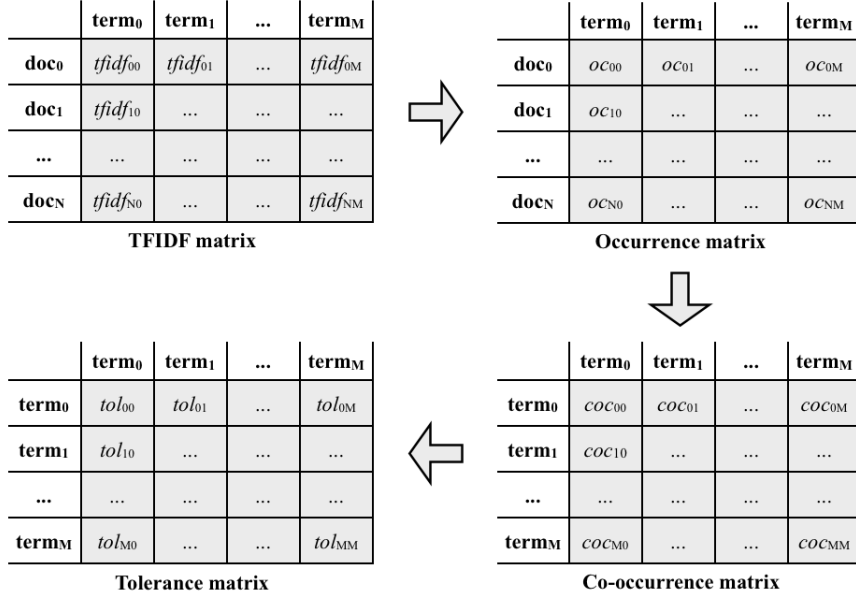 term0 term1 ... termM
doc0 tfidf00 tfidf01 ... tfidf0M
doc1 tfidf10 ... ... ...
... ... ... ... ...
docN tfidfN0 ... ... tfidfNM
TFIDF matrix
term0 term1 ... termM
doc0 oc00 oc01 ... oc0M
doc1 oc10 ... ... ...
... ... ... ... ...
docN ocN0 ... ... ocNM
Occurrence matrix
term0 term1 ... termM
term0 tol00 tol01 ... tol0M
term1 tol10 ... ... ...
... ... ... ... ...
termM tolM0 ... ... tolMM
Tolerance matrix
term0 term1 ... termM
term0 coc00 coc01 ... coc0M
term1 coc10 ... ... ...
... ... ... ... ...
termM cocM0 ... ... cocMM
Co-occurrence matrix